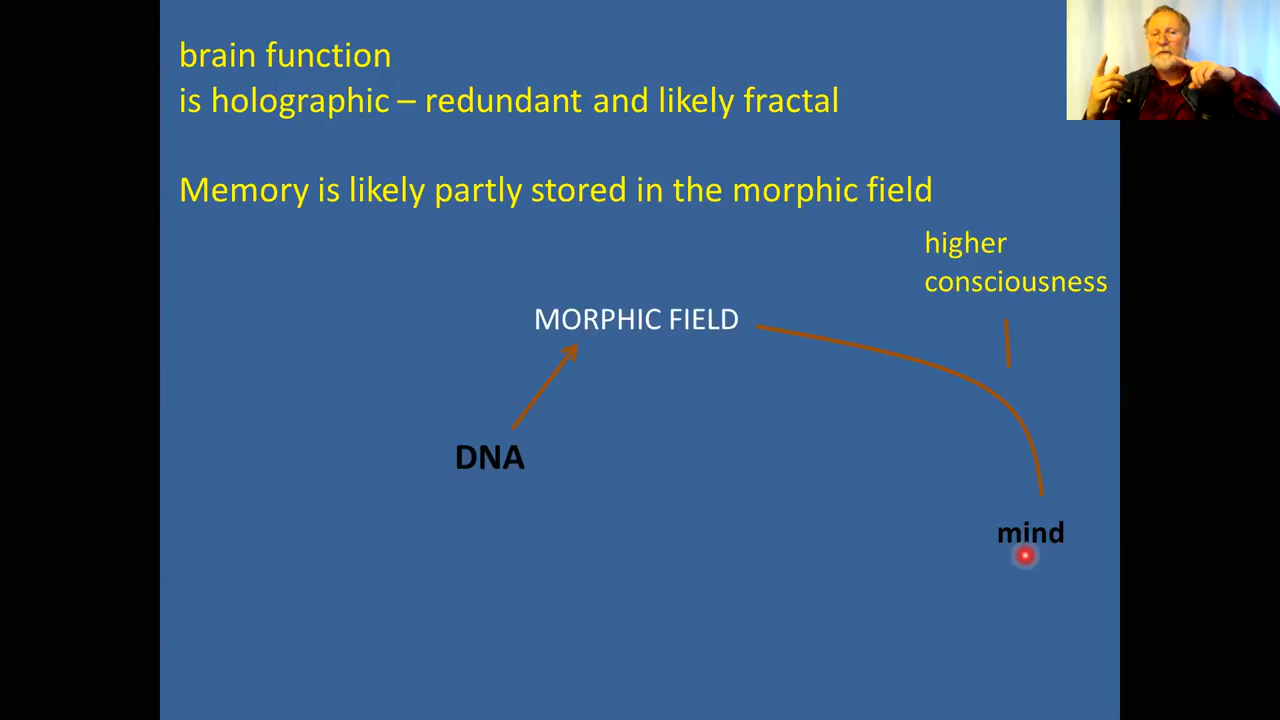 brain function
is holographic – redundant and likely fractal
Memory is likely partly stored in the morphic field
higher
consciousness
MORPHIC FIELD
DNA
mind